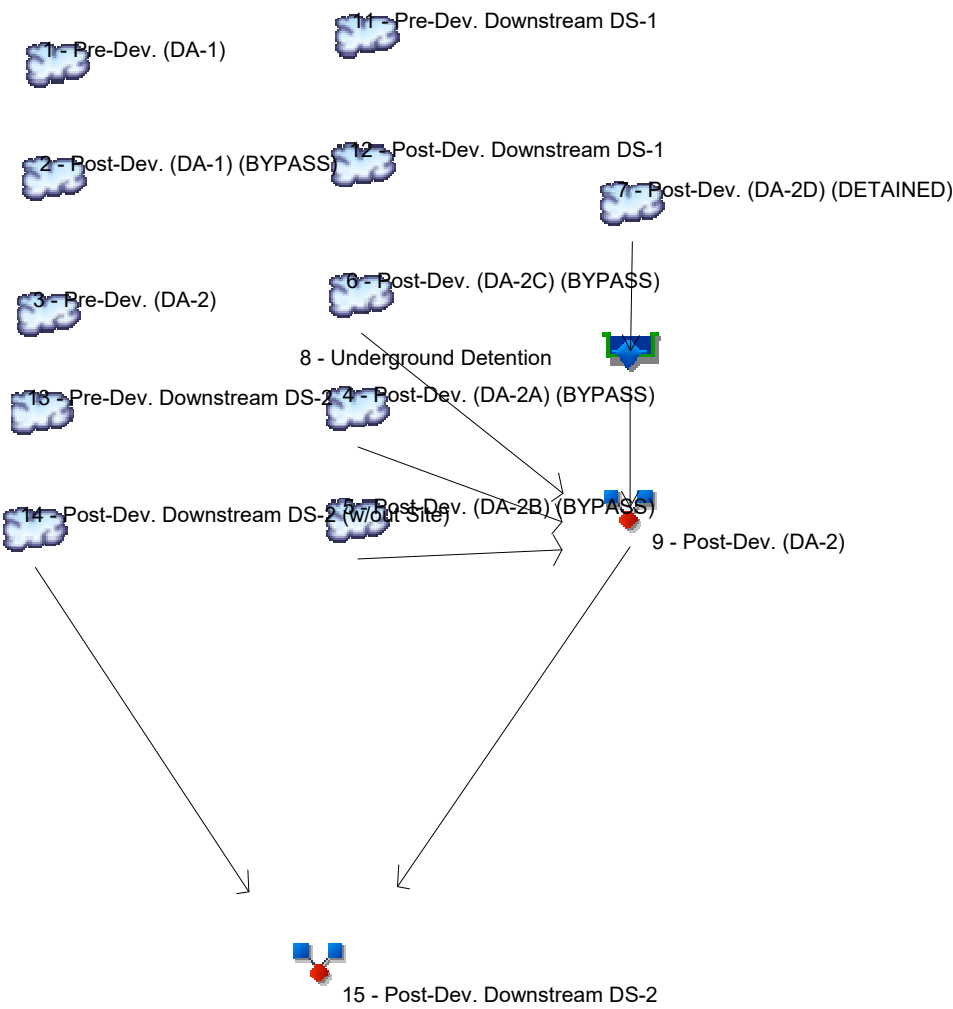 11 - Pre-Dev. Downstream DS-1
1 - Pre-Dev. (DA-1)
12 - Post-Dev. Downstream DS-1
2 - Post-Dev. (DA-1) (BYPASS)
7 - Post-Dev. (DA-2D) (DETAINED)
6 - Post-Dev. (DA-2C) (BYPASS)
3 - Pre-Dev. (DA-2)
8 - Underground Detention
4 - Post-Dev. (DA-2A) (BYPASS)
13 - Pre-Dev. Downstream DS-2
5 - Post-Dev. (DA-2B) (BYPASS)
14 - Post-Dev. Downstream DS-2 (w/out Site)
9 - Post-Dev. (DA-2)
15 - Post-Dev. Downstream DS-2